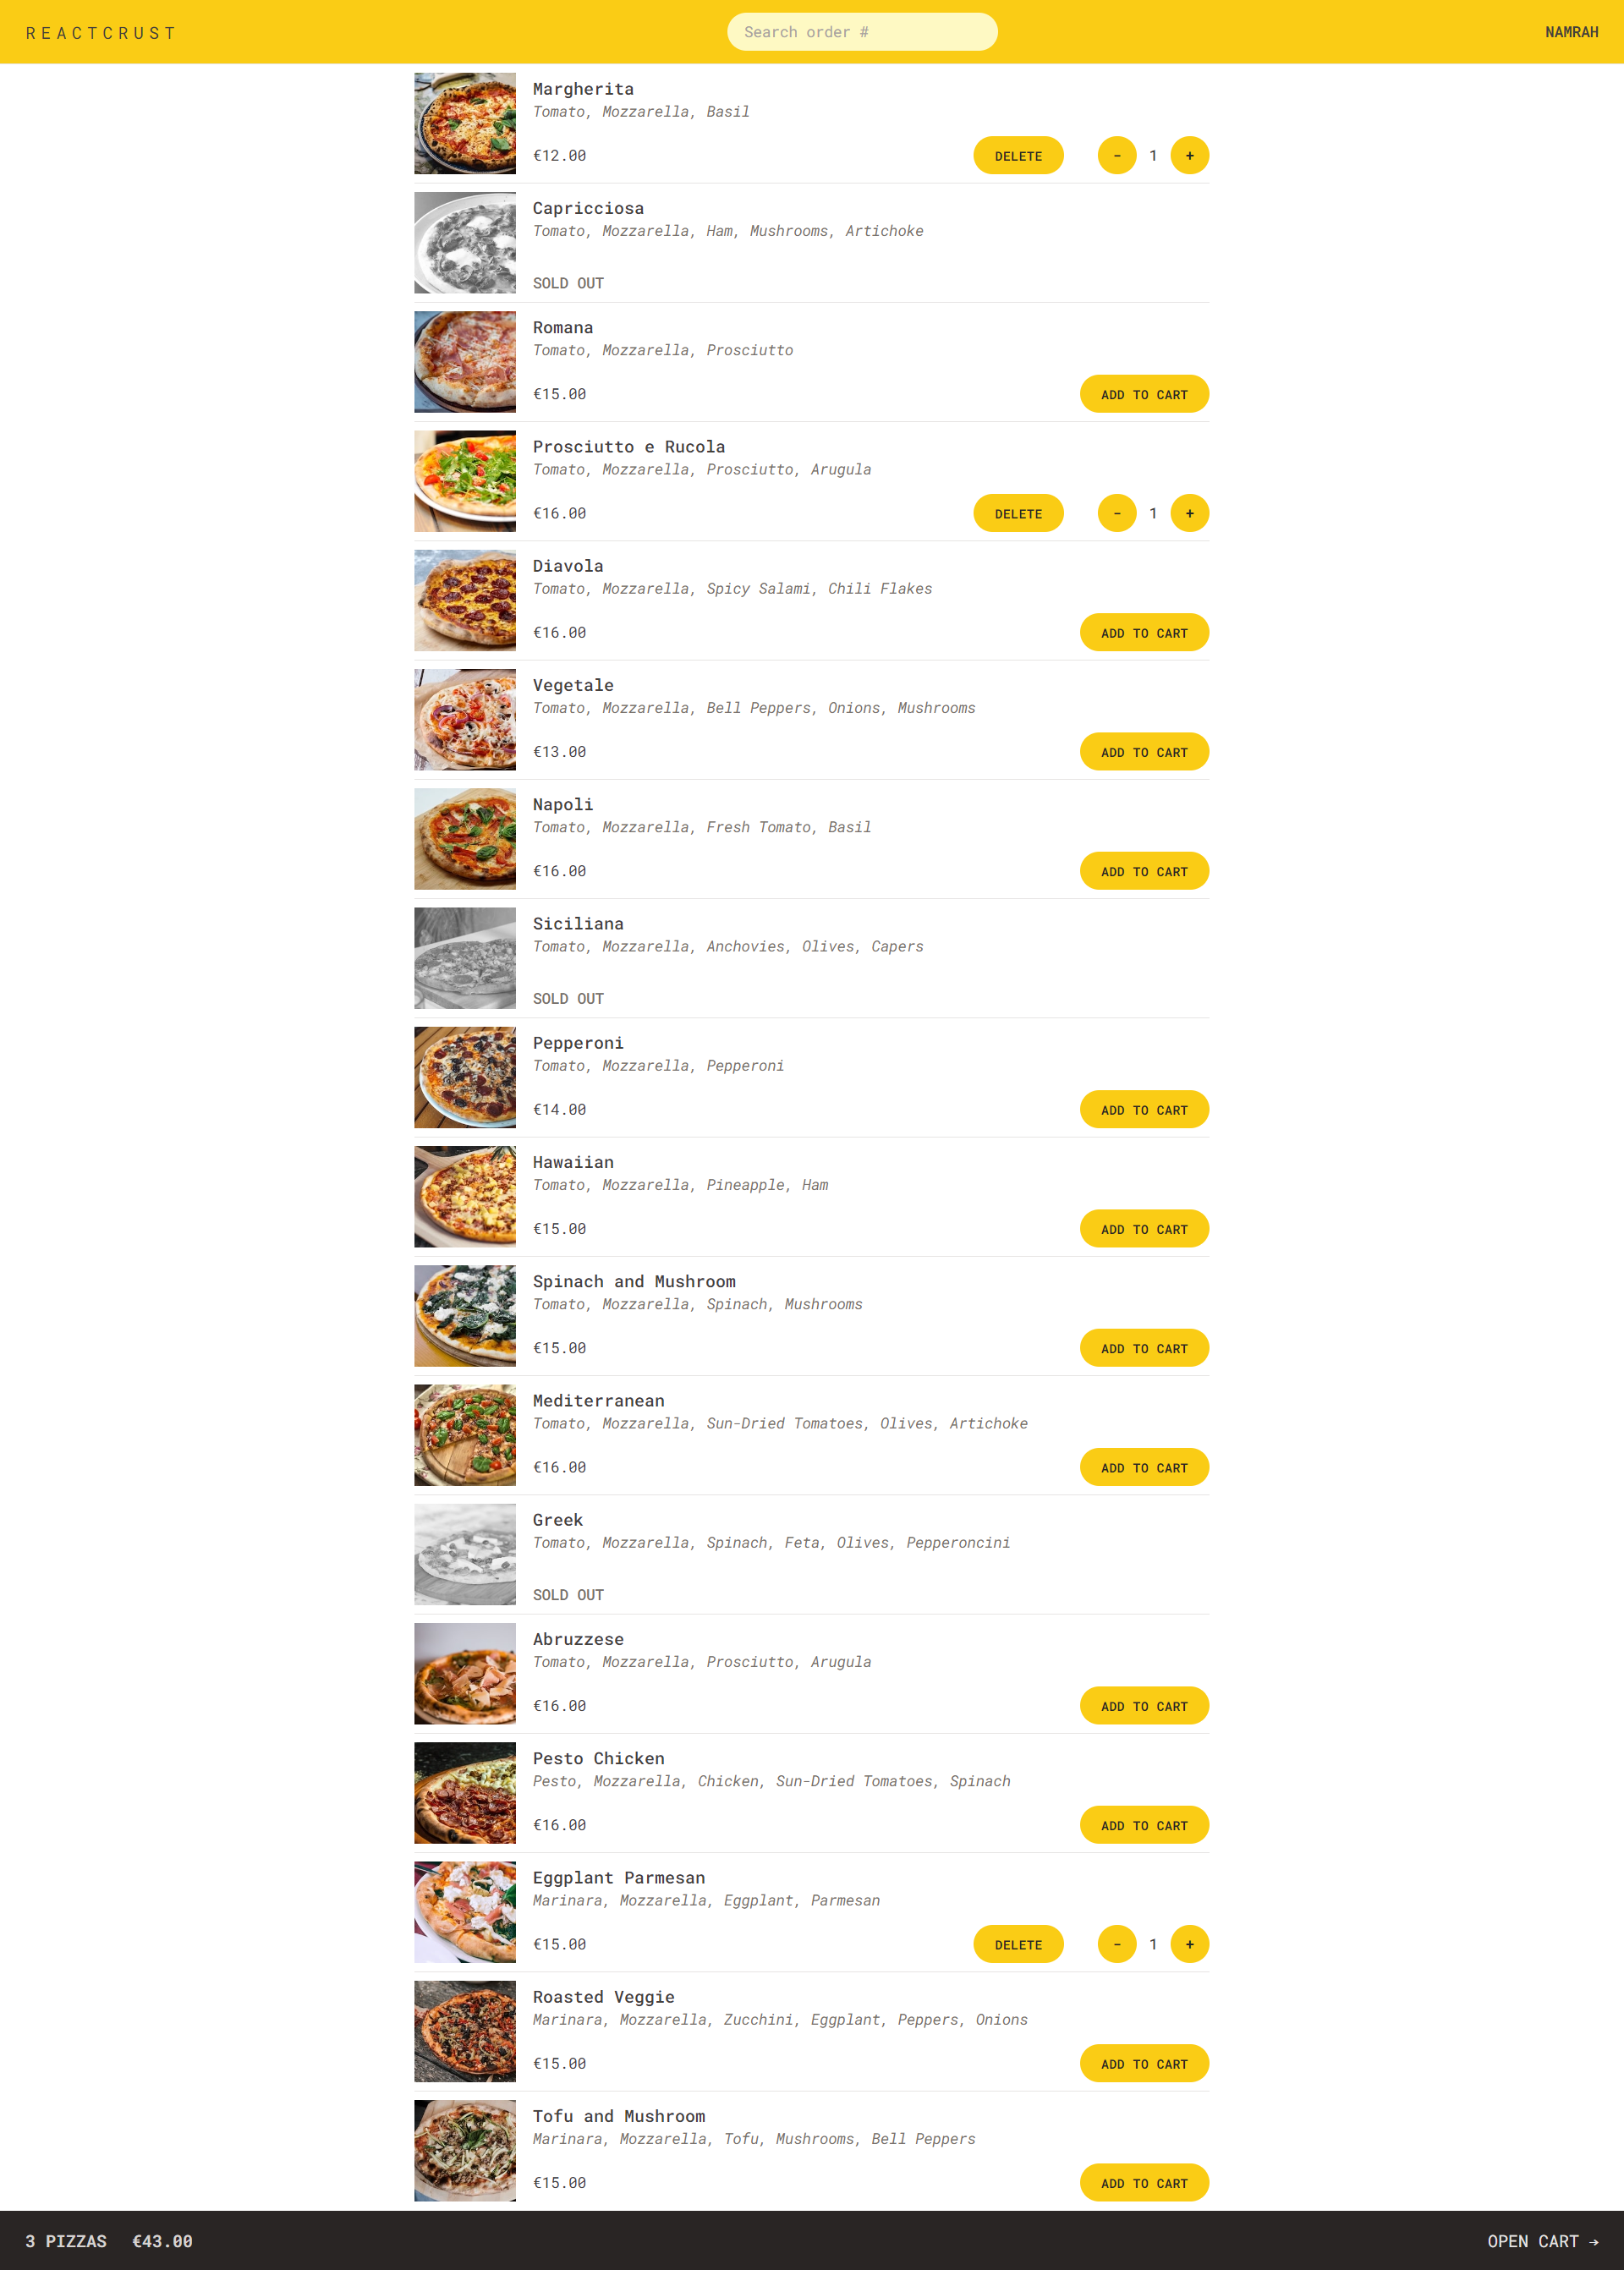 REACTCRUST
Search order #
NAMRAH
Margherita
Tomato, Mozzarella, Basil
€12.00
DELETE
- 1 +
Capricciosa
Tomato, Mozzarella, Ham, Mushrooms, Artichoke
SOLD OUT
Romana
Tomato, Mozzarella, Prosciutto
€15.00
ADD TO CART
Prosciutto e Rucola
Tomato, Mozzarella, Prosciutto, Arugula
€16.00
DELETE
- 1 +
Diavola
Tomato, Mozzarella, Spicy Salami, Chili Flakes
€16.00
ADD TO CART
Vegetale
Tomato, Mozzarella, Bell Peppers, Onions, Mushrooms
€13.00
ADD TO CART
Napoli
Tomato, Mozzarella, Fresh Tomato, Basil
€16.00
ADD TO CART
Siciliana
Tomato, Mozzarella, Anchovies, Olives, Capers
SOLD OUT
Pepperoni
Tomato, Mozzarella, Pepperoni
€14.00
ADD TO CART
Hawaiian
Tomato, Mozzarella, Pineapple, Ham
€15.00
ADD TO CART
Spinach and Mushroom
Tomato, Mozzarella, Spinach, Mushrooms
€15.00
ADD TO CART
Mediterranean
Tomato, Mozzarella, Sun-Dried Tomatoes, Olives, Artichoke
€16.00
ADD TO CART
Greek
Tomato, Mozzarella, Spinach, Feta, Olives, Pepperoncini
SOLD OUT
Abruzzese
Tomato, Mozzarella, Prosciutto, Arugula
€16.00
ADD TO CART
Pesto Chicken
Pesto, Mozzarella, Chicken, Sun-Dried Tomatoes, Spinach
€16.00
ADD TO CART
Eggplant Parmesan
Marinara, Mozzarella, Eggplant, Parmesan
€15.00
DELETE
- 1 +
Roasted Veggie
Marinara, Mozzarella, Zucchini, Eggplant, Peppers, Onions
€15.00
ADD TO CART
Tofu and Mushroom
Marinara, Mozzarella, Tofu, Mushrooms, Bell Peppers
€15.00
ADD TO CART
3 PIZZAS €43.00
OPEN CART →